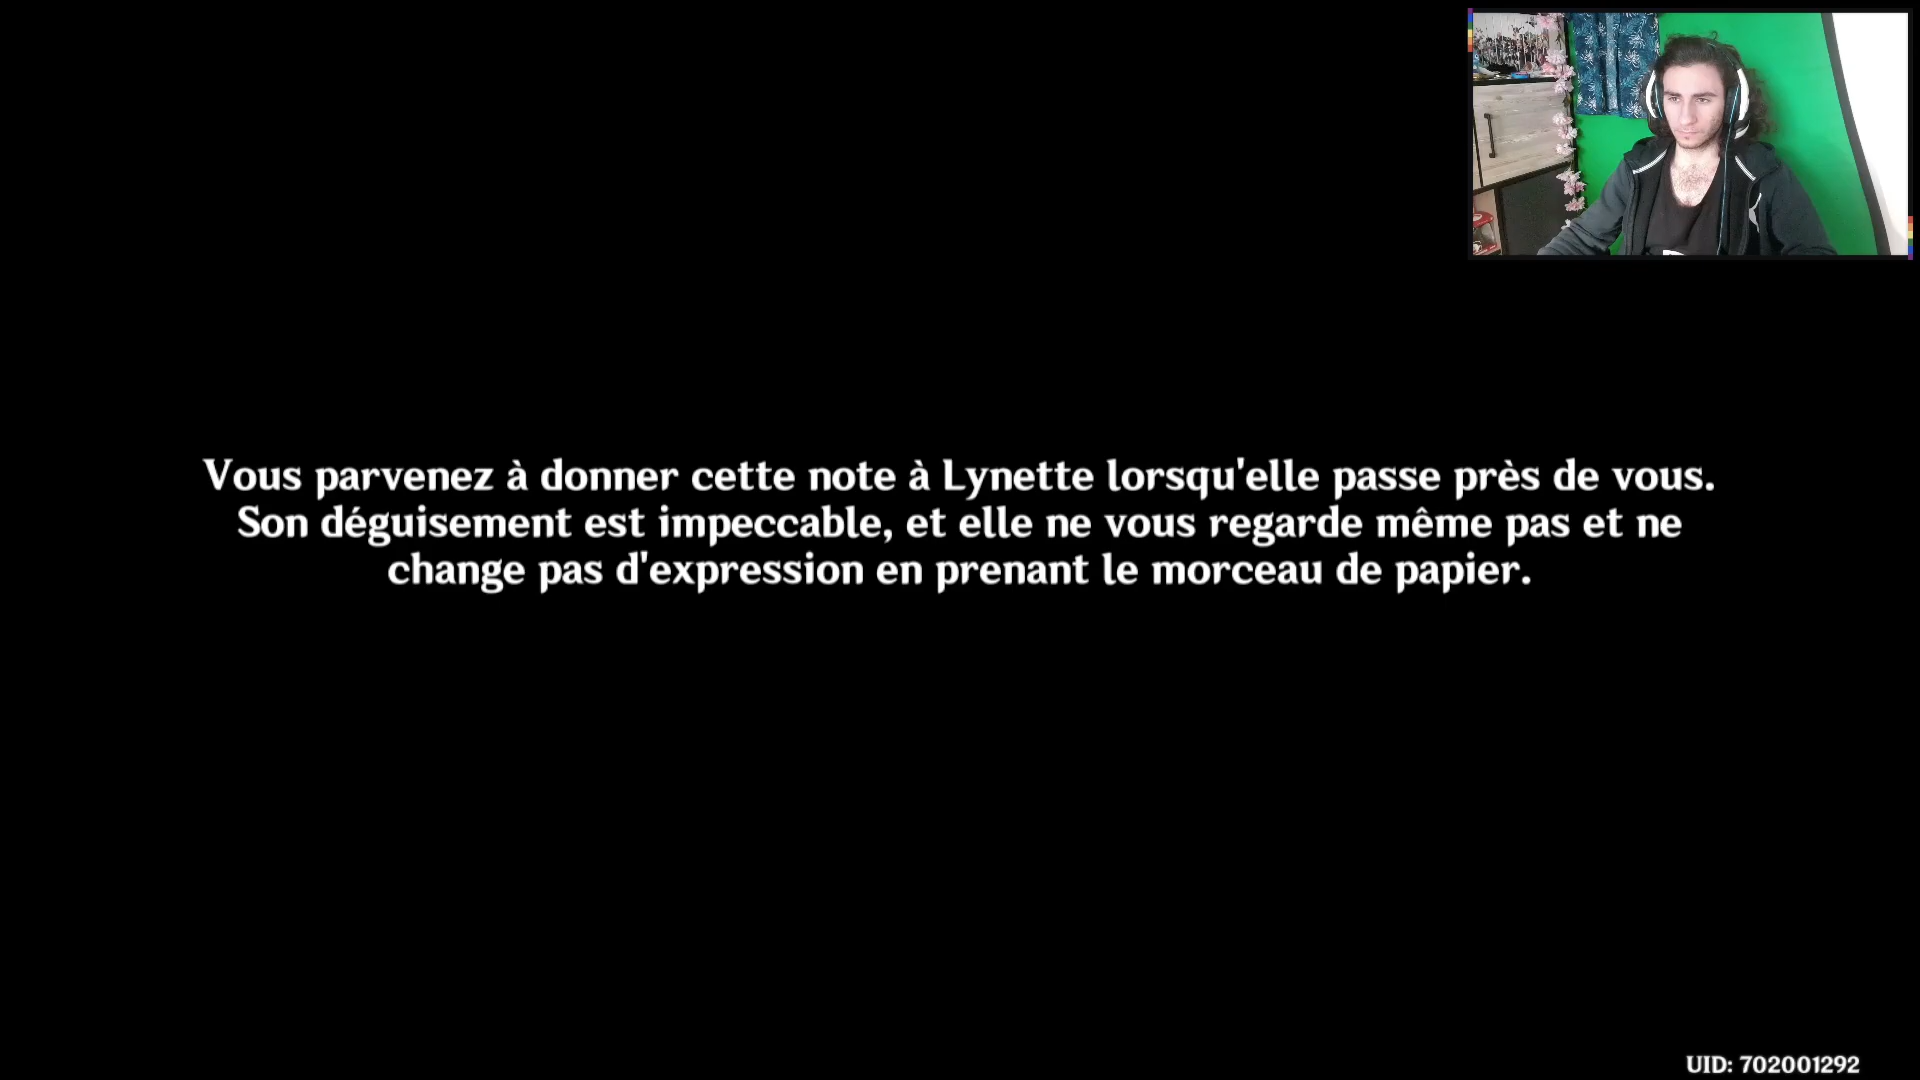 Vous parvenez à donner cette note à Lynette lorsqu'elle passe près de vous.
Son déguisement est impeccable, et elle ne vous regarde même pas et ne
change pas d'expression en prenant le morceau de papier.
UID: 702001292